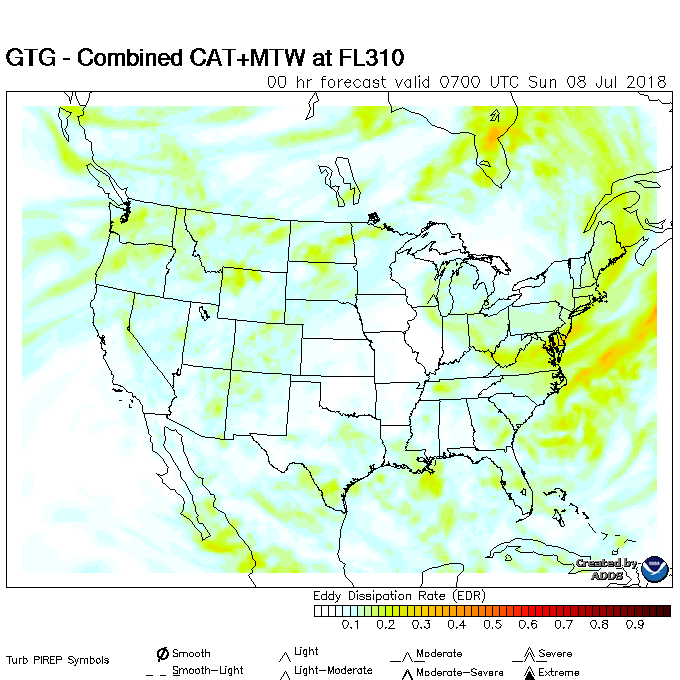 GTG - Combined CAT+MTW at FL310
00 hr forecast valid 0700 UTC Sun 08 Jul 2018
Created by
ADDS
Eddy Dissipation Rate (EDR)
0.1 0.2 0.3 0.4 0.5 0.6 0.7 0.8 0.9
Turb PIREP Symbols
Smooth Light Moderate Severe
Smooth-Light Light-Moderate Moderate-Severe Extreme